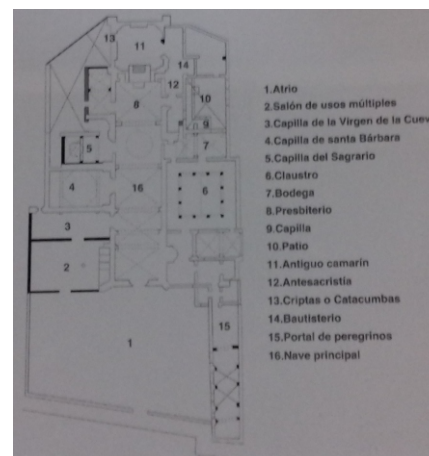 13
11
14
12
8
10
9
5
7
4
16
6
3
2
15
1
1.Atrio
2.Salón de usos múltiples
3.Capilla de la Virgen de la Cuev
4.Capilla de santa Bárbara
5.Capilla del Sagrario
6.Claustro
7.Bodega
8.Presbiterio
9.Capilla
10.Patio
11.Antiguo camarín
12.Antesacristía
13.Criptas o Catacumbas
14.Bautisterio
15.Portal de peregrinos
16.Nave principal